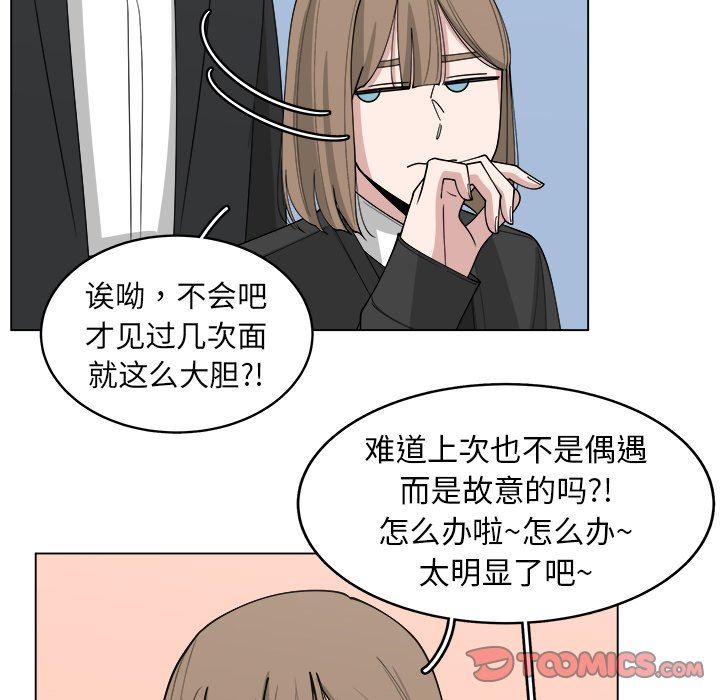 诶呦，不会吧
才见过几次面
就这么大胆?!
难道上次也不是偶遇
而是故意的吗?!
怎么办啦~怎么办~
太明显了吧~
DTOOMICS.COM